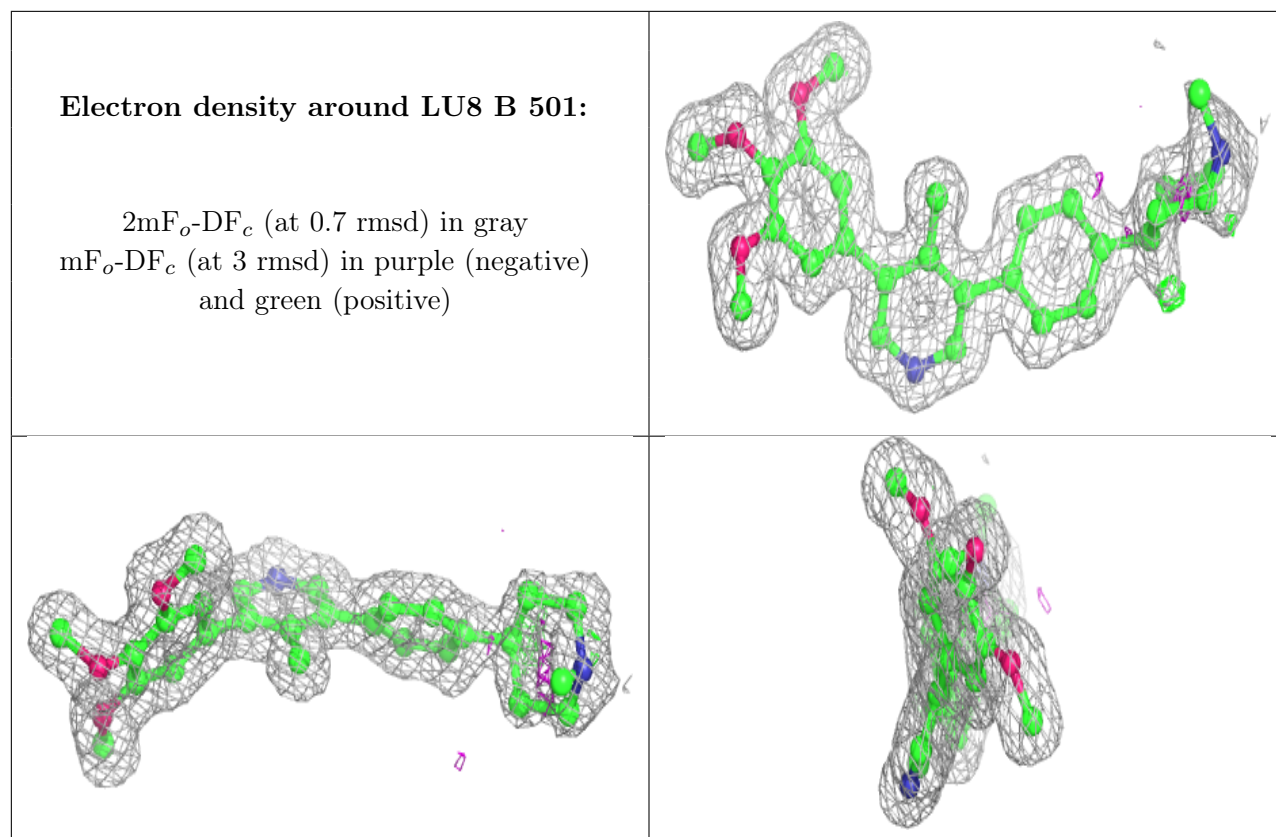 Electron density around LU8 B 501:
2mFₒ-DF𝒸 (at 0.7 rmsd) in gray
mFₒ-DF𝒸 (at 3 rmsd) in purple (negative)
and green (positive)